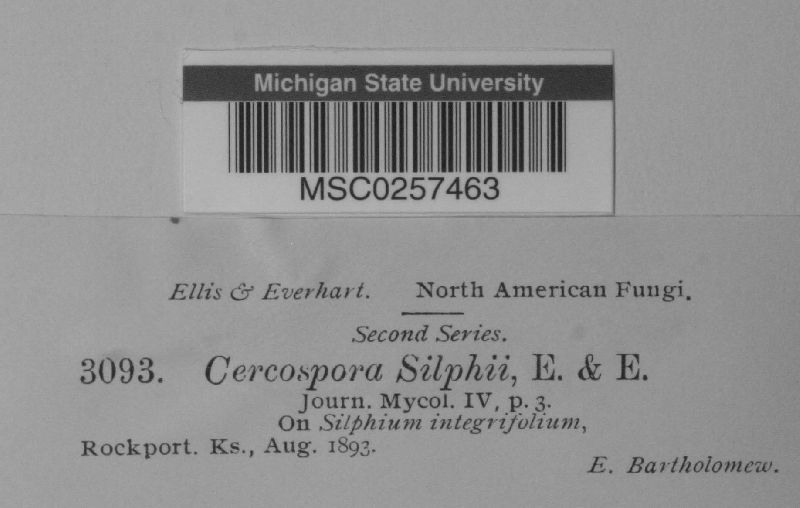 Michigan State University
MSC0257463
Ellis & Everhart. North American Fungi.
Second Series.
3093. Cercospora Silphii, E. & E.
Journ. Mycol. IV, p. 3.
On Silphium integrifolium,
Rockport. Ks., Aug. 1893.
E. Bartholomew.